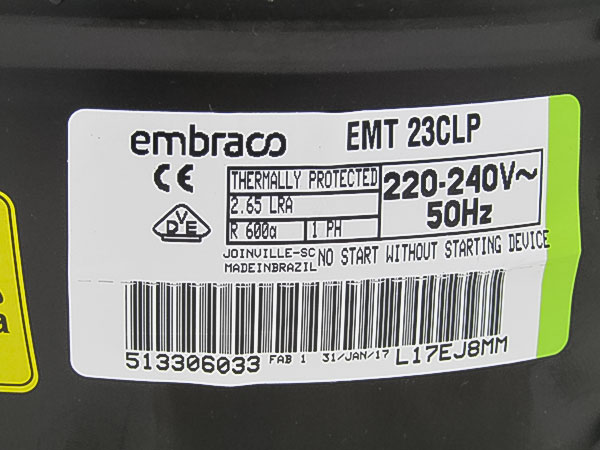 embraco
EMT 23CLP
CE
THERMALLY PROTECTED
2.65 LRA
R 600a
1 PH
220-240V~
50Hz
VDE
JOINVILLE-SC
MADEINBRAZIL
NO START WITHOUT STARTING DEVICE
513306033
FAB 1
31/JAN/17
L17EJ8MM
a